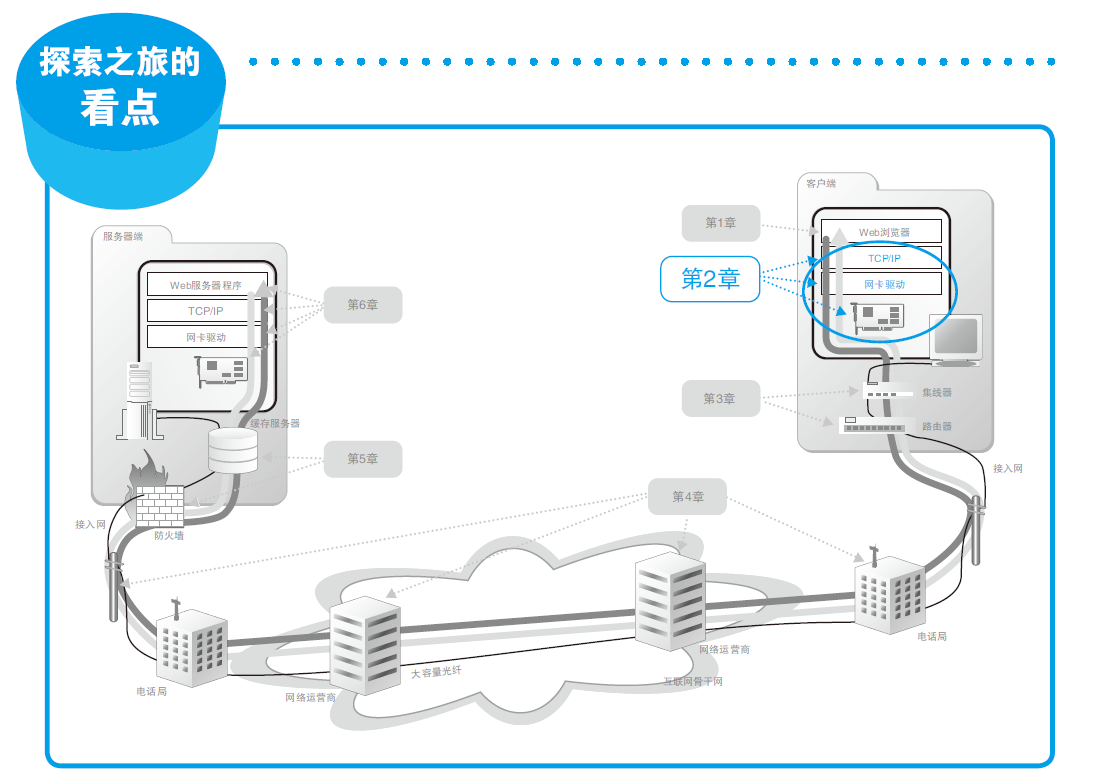 探索之旅的
看点
客户端
第1章
Web浏览器
第2章
TCP/IP
网卡驱动
服务器端
Web服务器程序
第6章
TCP/IP
网卡驱动
第3章
集线器
路由器
缓存服务器
第5章
接入网
第4章
接入网
防火墙
电话局
网络运营商
大容量光纤
互联网骨干网
电话局
网络运营商